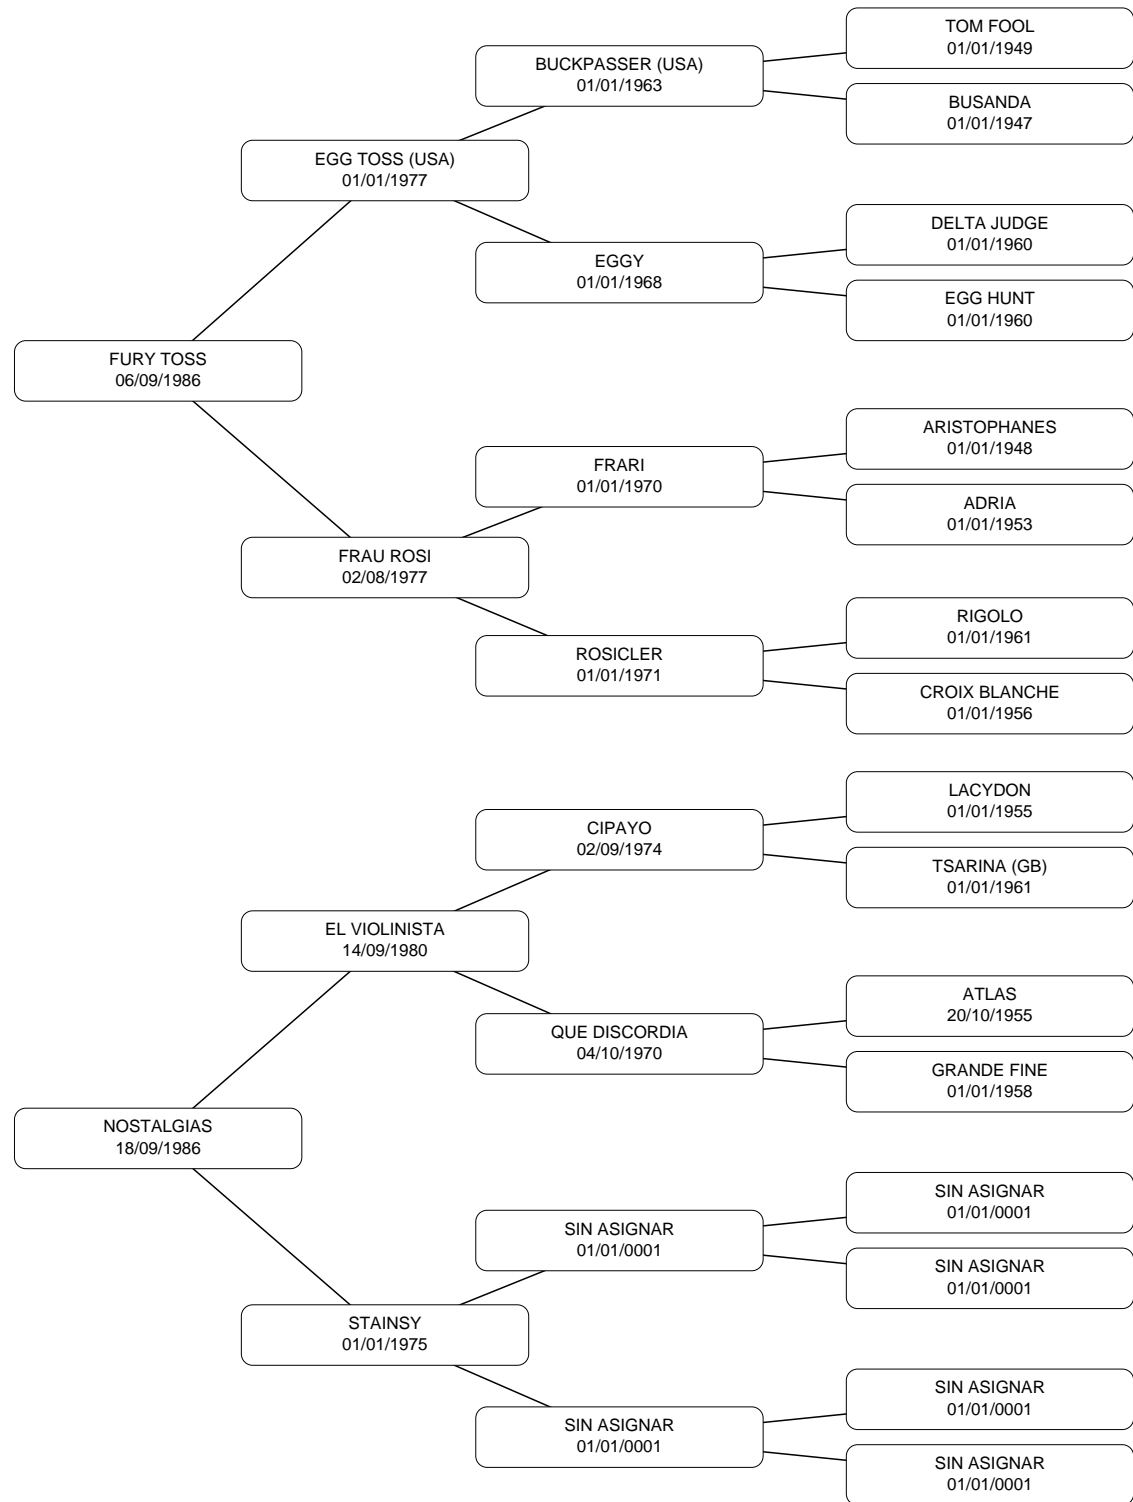 TOM FOOL
01/01/1949
BUCKPASSER (USA)
01/01/1963
BUSANDA
01/01/1947
EGG TOSS (USA)
01/01/1977
DELTA JUDGE
01/01/1960
EGGY
01/01/1968
EGG HUNT
01/01/1960
FURY TOSS
06/09/1986
ARISTOPHANES
01/01/1948
FRARI
01/01/1970
ADRIA
01/01/1953
FRAU ROSI
02/08/1977
RIGOLO
01/01/1961
ROSICLER
01/01/1971
CROIX BLANCHE
01/01/1956
LACYDON
01/01/1955
CIPAYO
02/09/1974
TSARINA (GB)
01/01/1961
EL VIOLINISTA
14/09/1980
ATLAS
20/10/1955
QUE DISCORDIA
04/10/1970
GRANDE FINE
01/01/1958
NOSTALGIAS
18/09/1986
SIN ASIGNAR
01/01/0001
SIN ASIGNAR
01/01/0001
SIN ASIGNAR
01/01/0001
STAINSY
01/01/1975
SIN ASIGNAR
01/01/0001
SIN ASIGNAR
01/01/0001
SIN ASIGNAR
01/01/0001